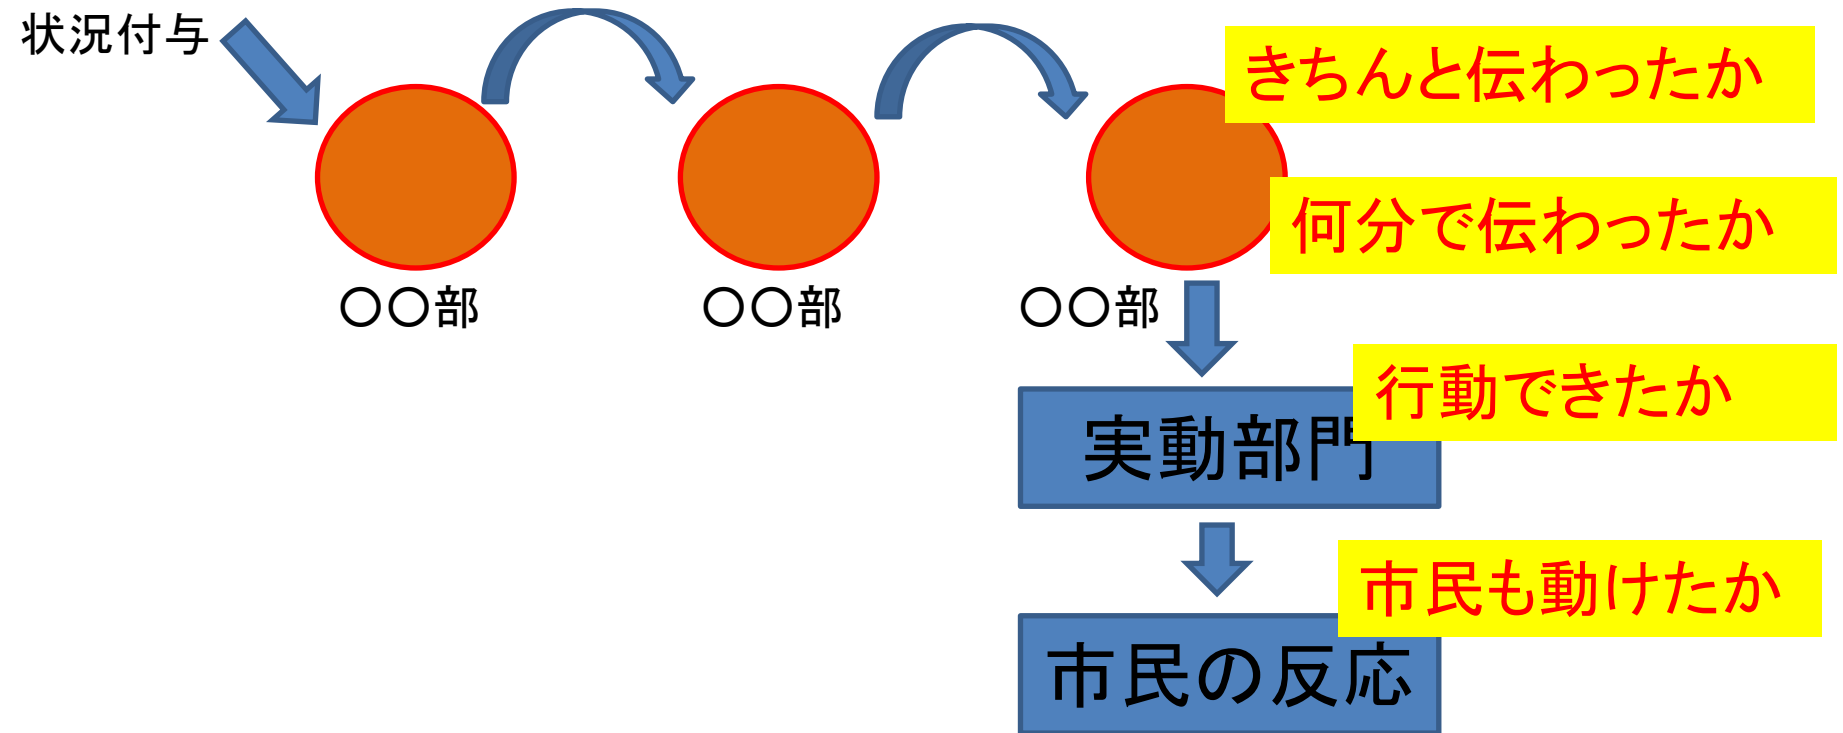 状況付与
きちんと伝わったか
何分で伝わったか
〇〇部
〇〇部
〇〇部
行動できたか
実動部門
市民も動けたか
市民の反応